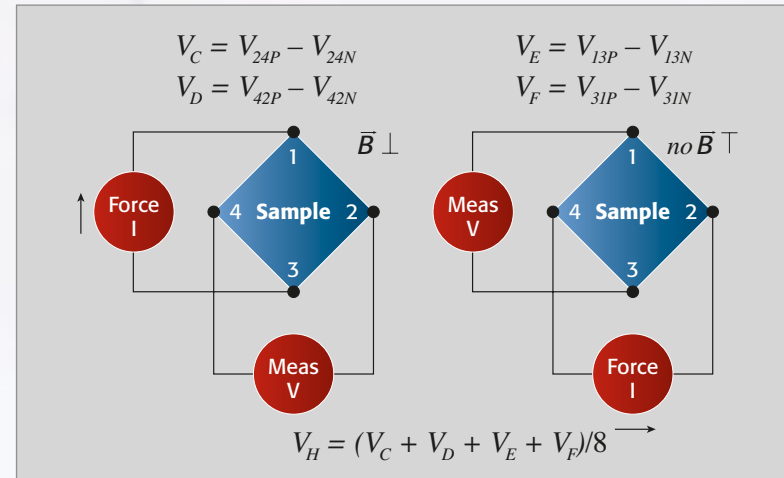 V_C = V_24P – V_24N
V_D = V_42P – V_42N
V_E = V_13P – V_13N
V_F = V_31P – V_31N
B⃗ ⊥
1
Force
I
4 Sample 2
3
Meas
V
no B⃗ ⊤
1
Meas
V
4 Sample 2
3
Force
I
V_H = (V_C + V_D + V_E + V_F)/8